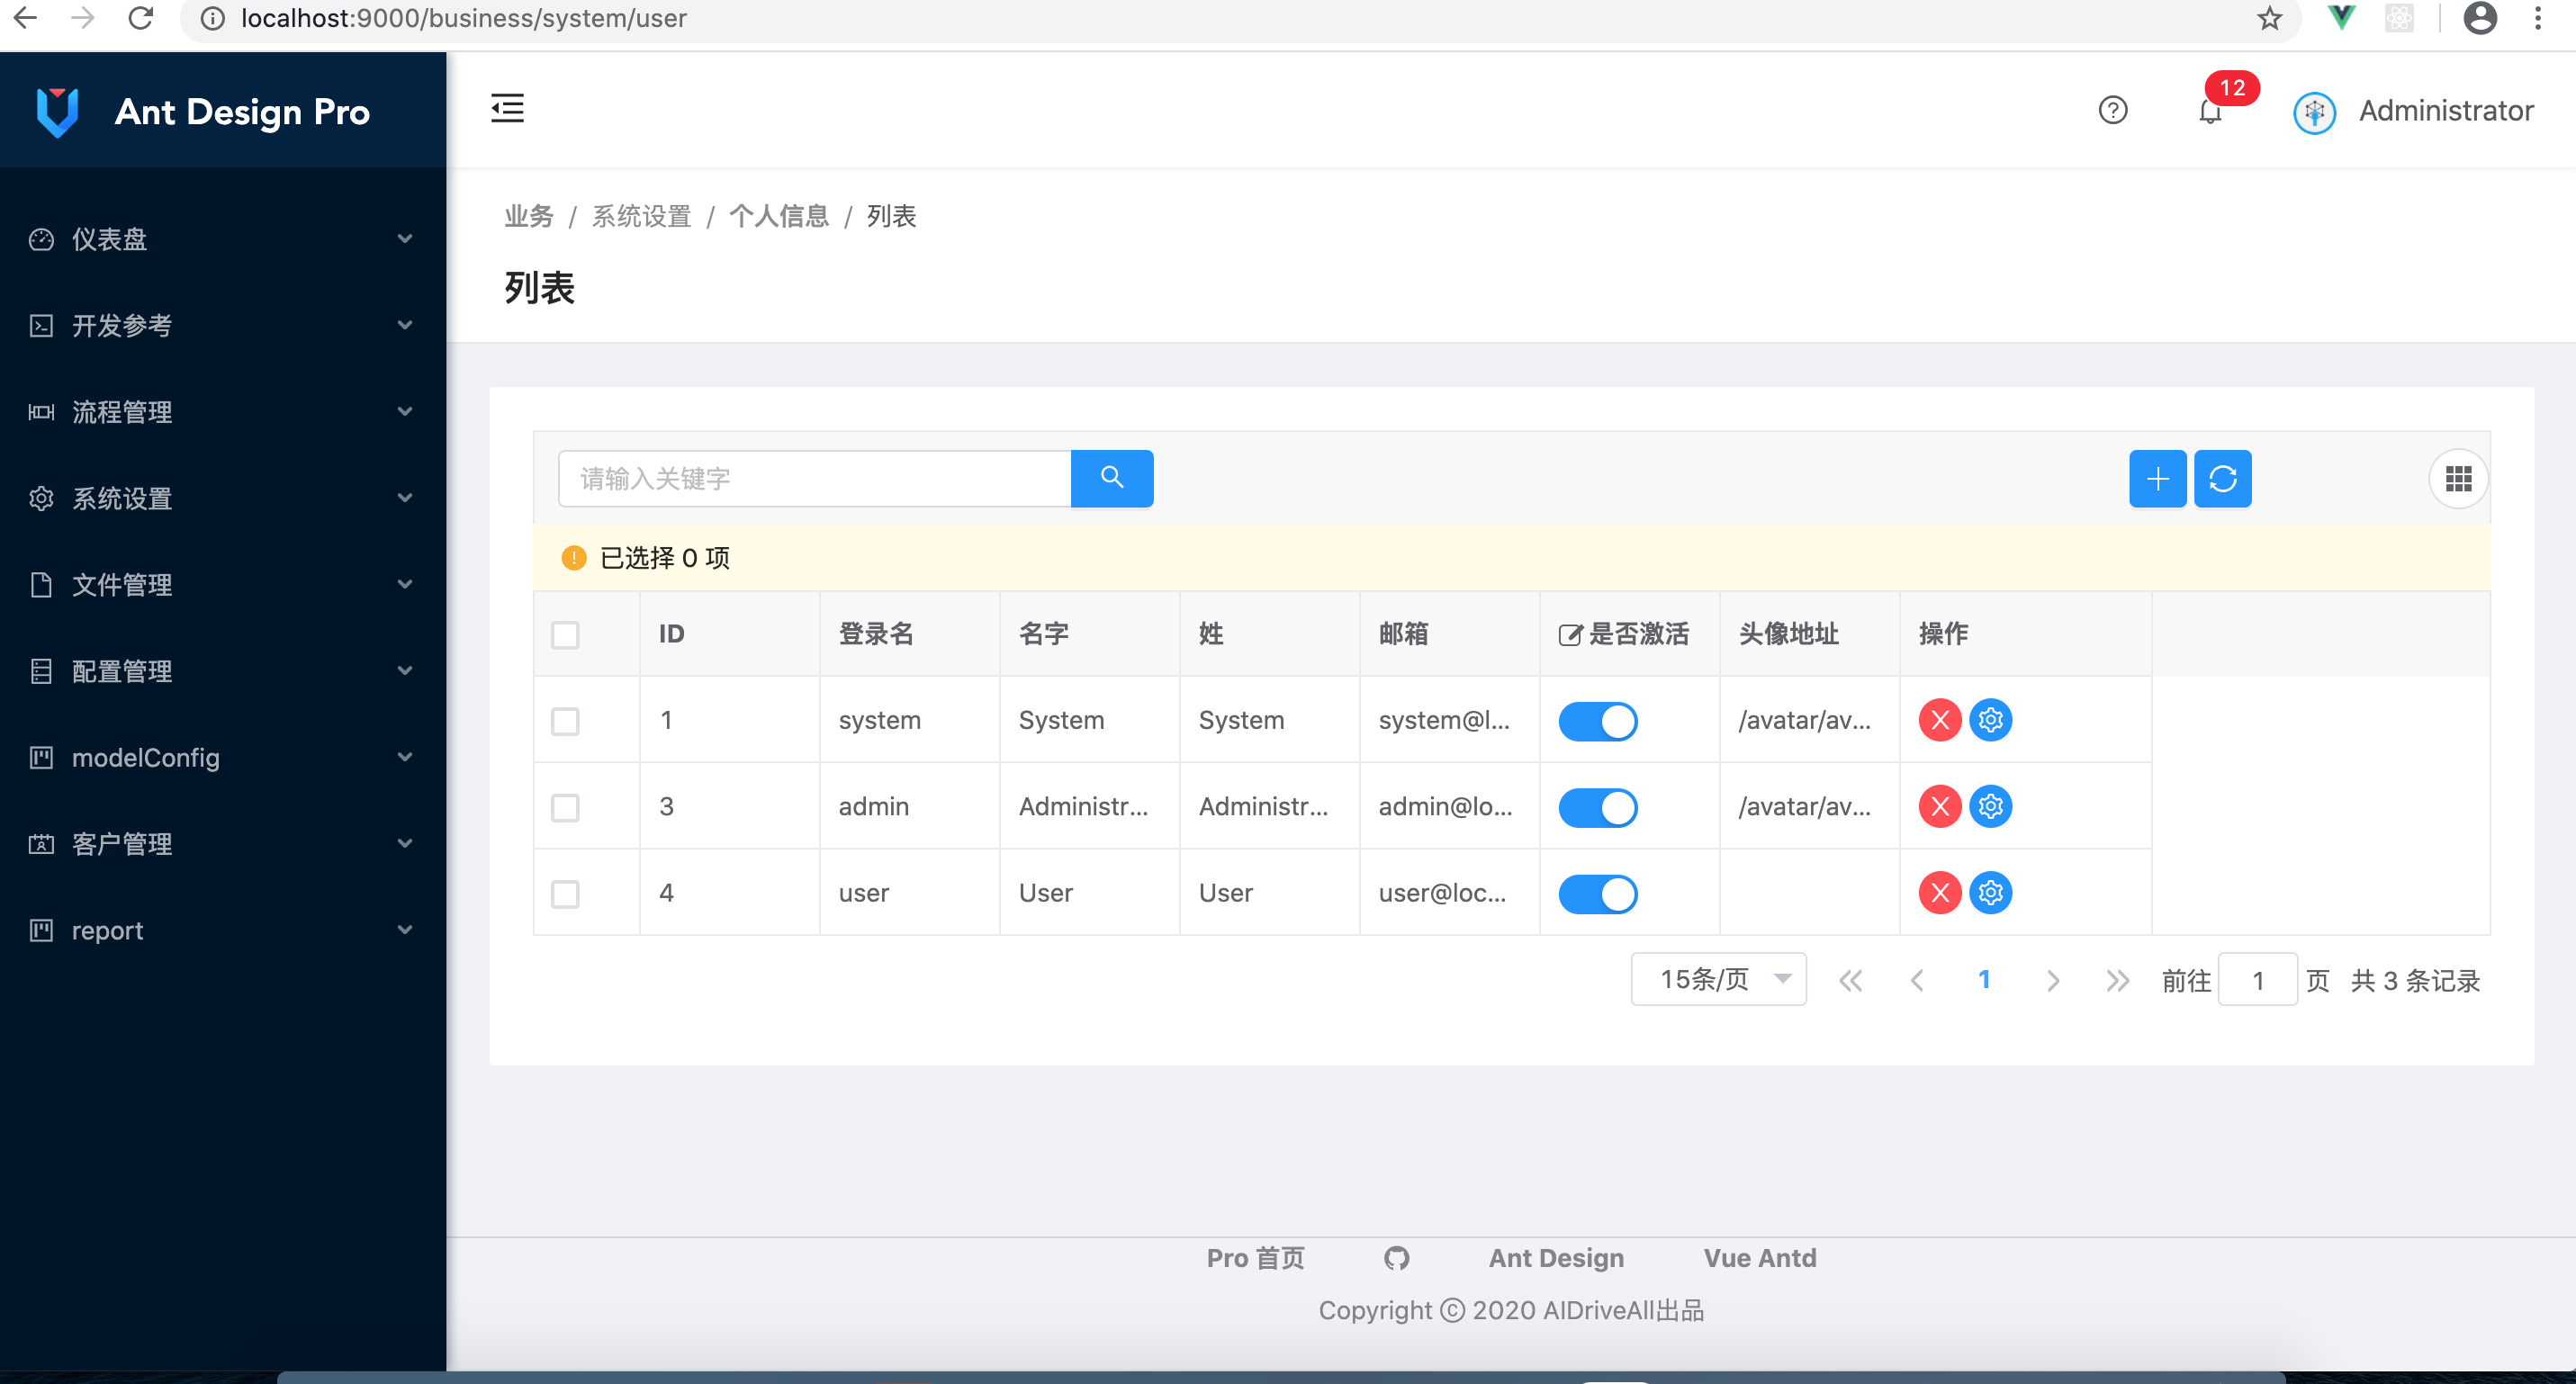 localhost:9000/business/system/user
Ant Design Pro
12
Administrator
仪表盘
开发参考
流程管理
系统设置
文件管理
配置管理
modelConfig
客户管理
report
业务 / 系统设置 / 个人信息 / 列表
列表
请输入关键字
已选择 0 项
ID 登录名 名字 姓 邮箱 是否激活 头像地址 操作
1 system System System system@l... /avatar/av...
3 admin Administr... Administr... admin@lo... /avatar/av...
4 user User User user@loc...
15条/页 1 前往 1 页 共 3 条记录
Pro 首页 Ant Design Vue Antd
Copyright © 2020 AIDriveAll出品